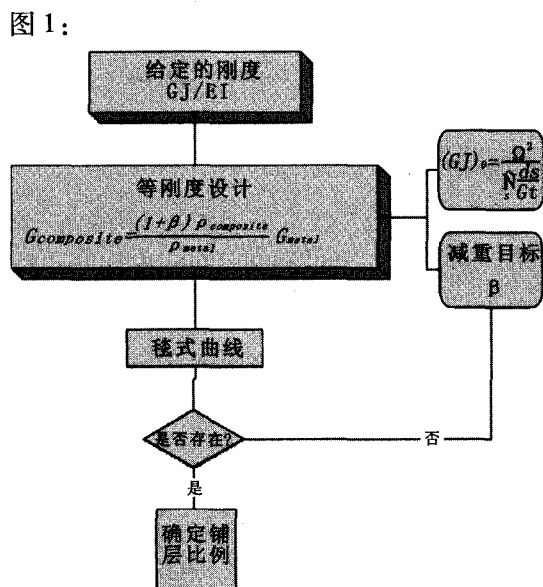 图1：
给定的刚度
GJ/EI
等刚度设计
Gcomposite=(1+β)ρcomposite/ρmetal Gmetal
(GJ)ρ=Ω²/Ñs ds/Gt
减重目标
β
毯式曲线
是否存在?
否
是
确定铺
层比例